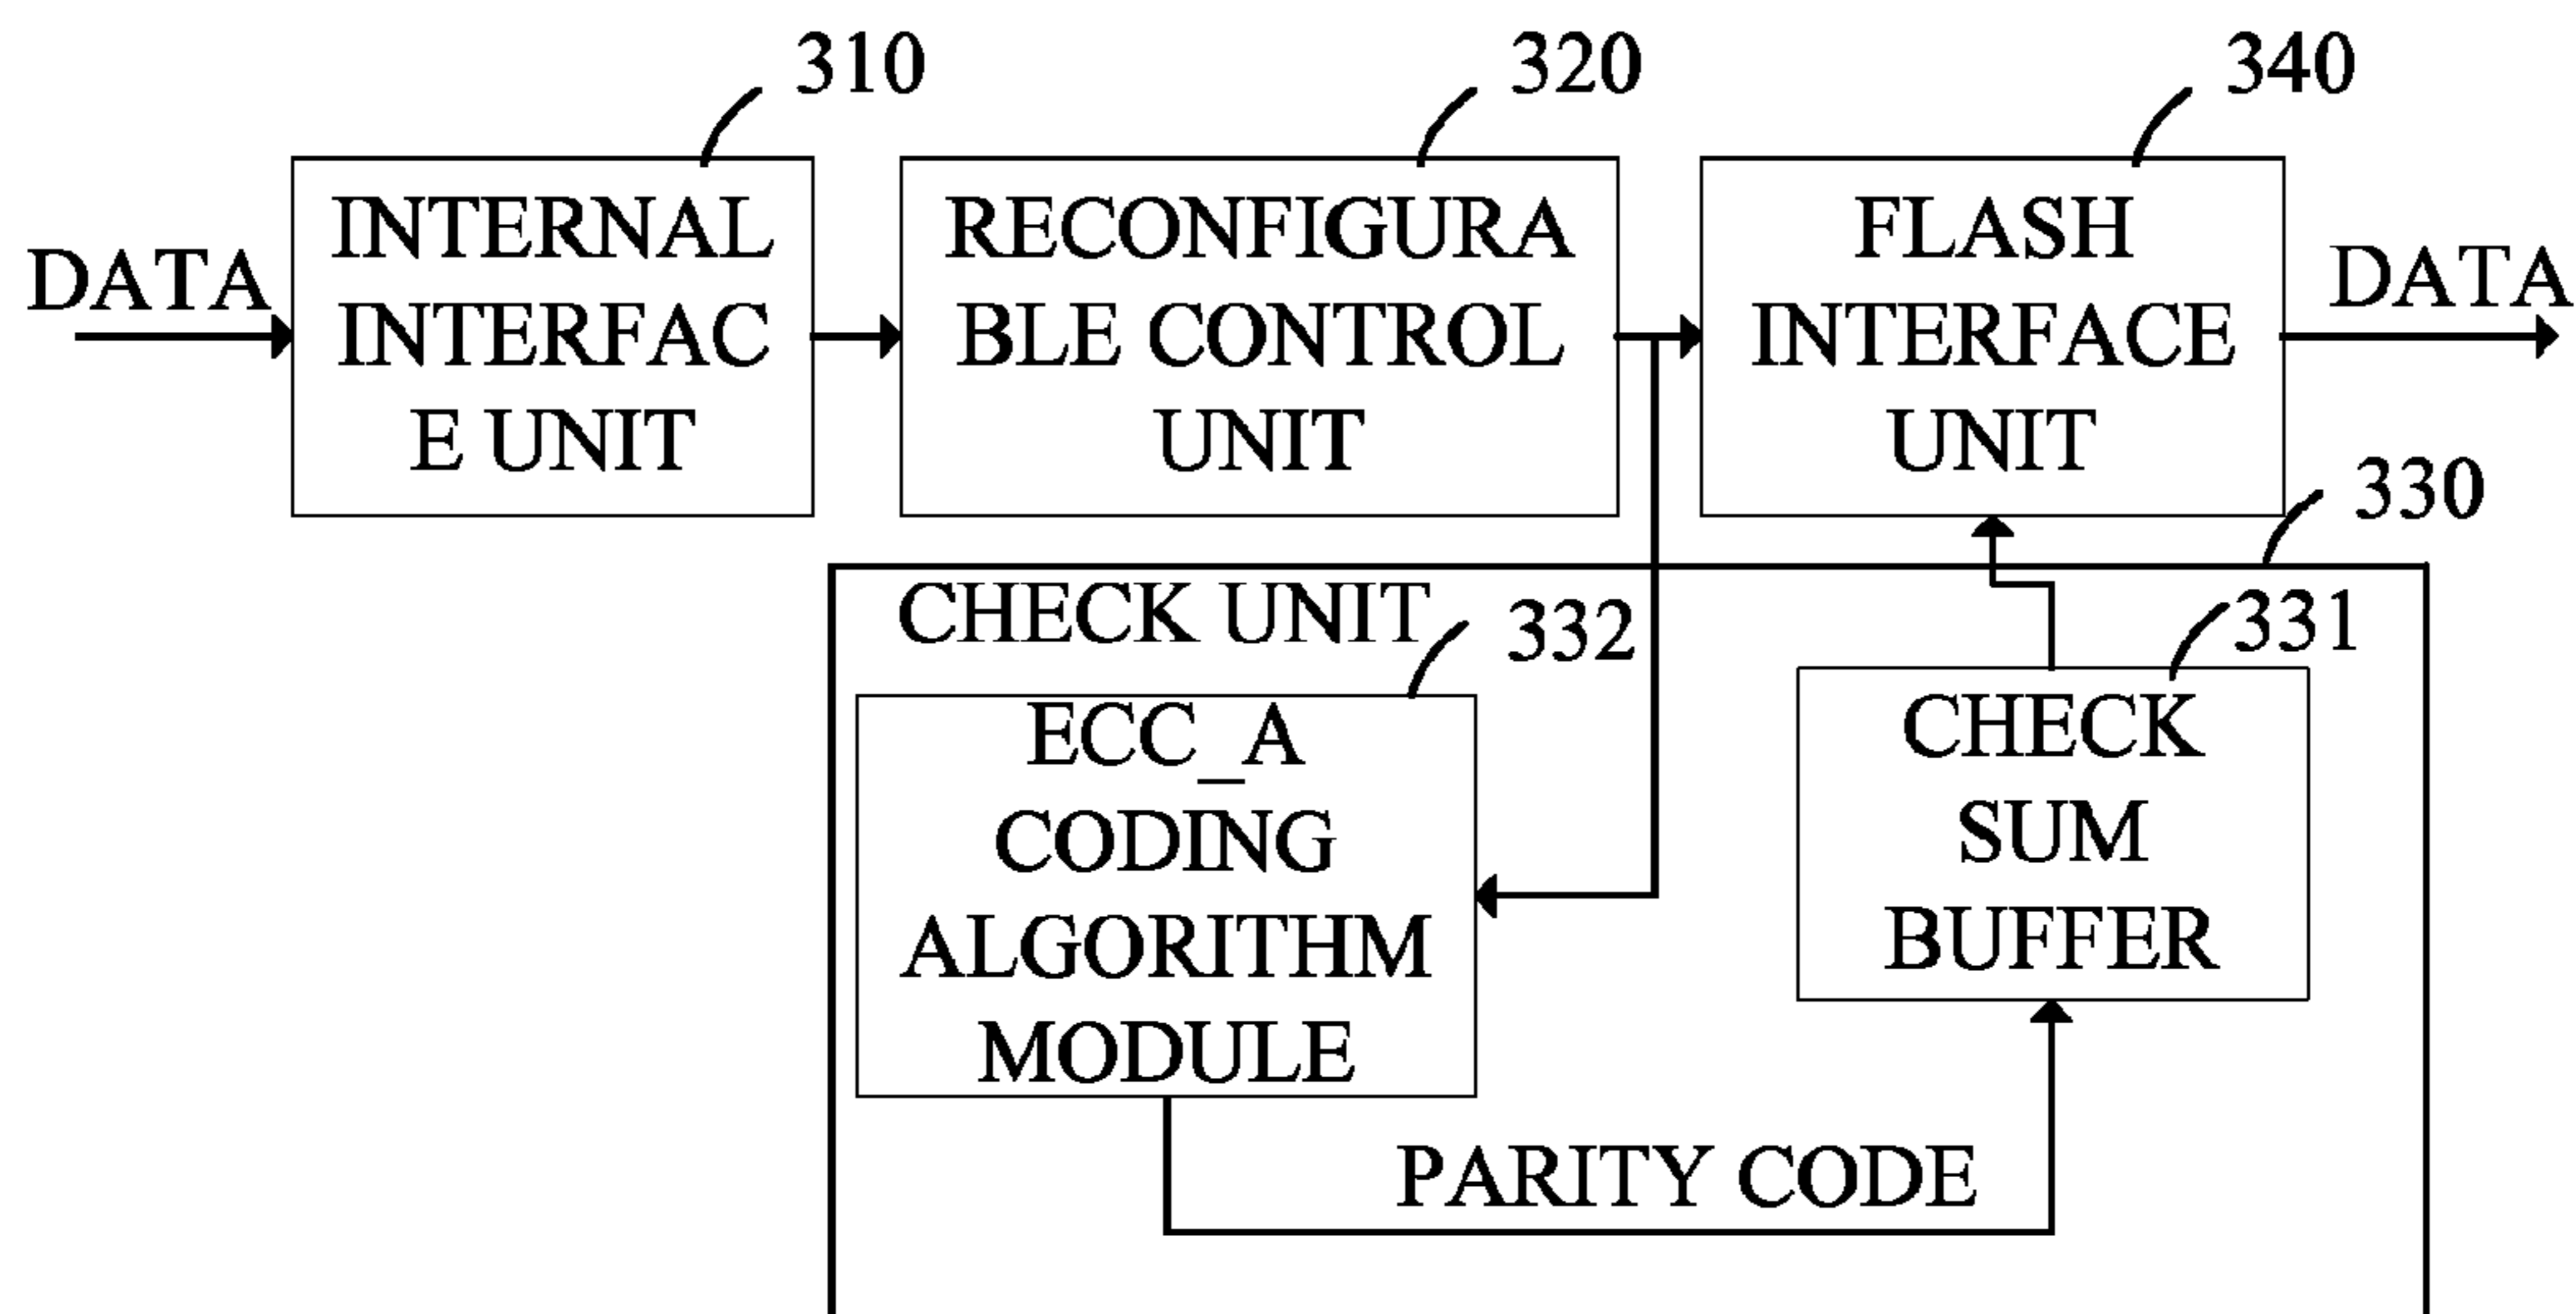 310
320
340
DATA
INTERNAL
INTERFAC
E UNIT
RECONFIGURA
BLE CONTROL
UNIT
FLASH
INTERFACE
UNIT
DATA
330
CHECK UNIT
332
331
ECC_A
CODING
ALGORITHM
MODULE
CHECK
SUM
BUFFER
PARITY CODE